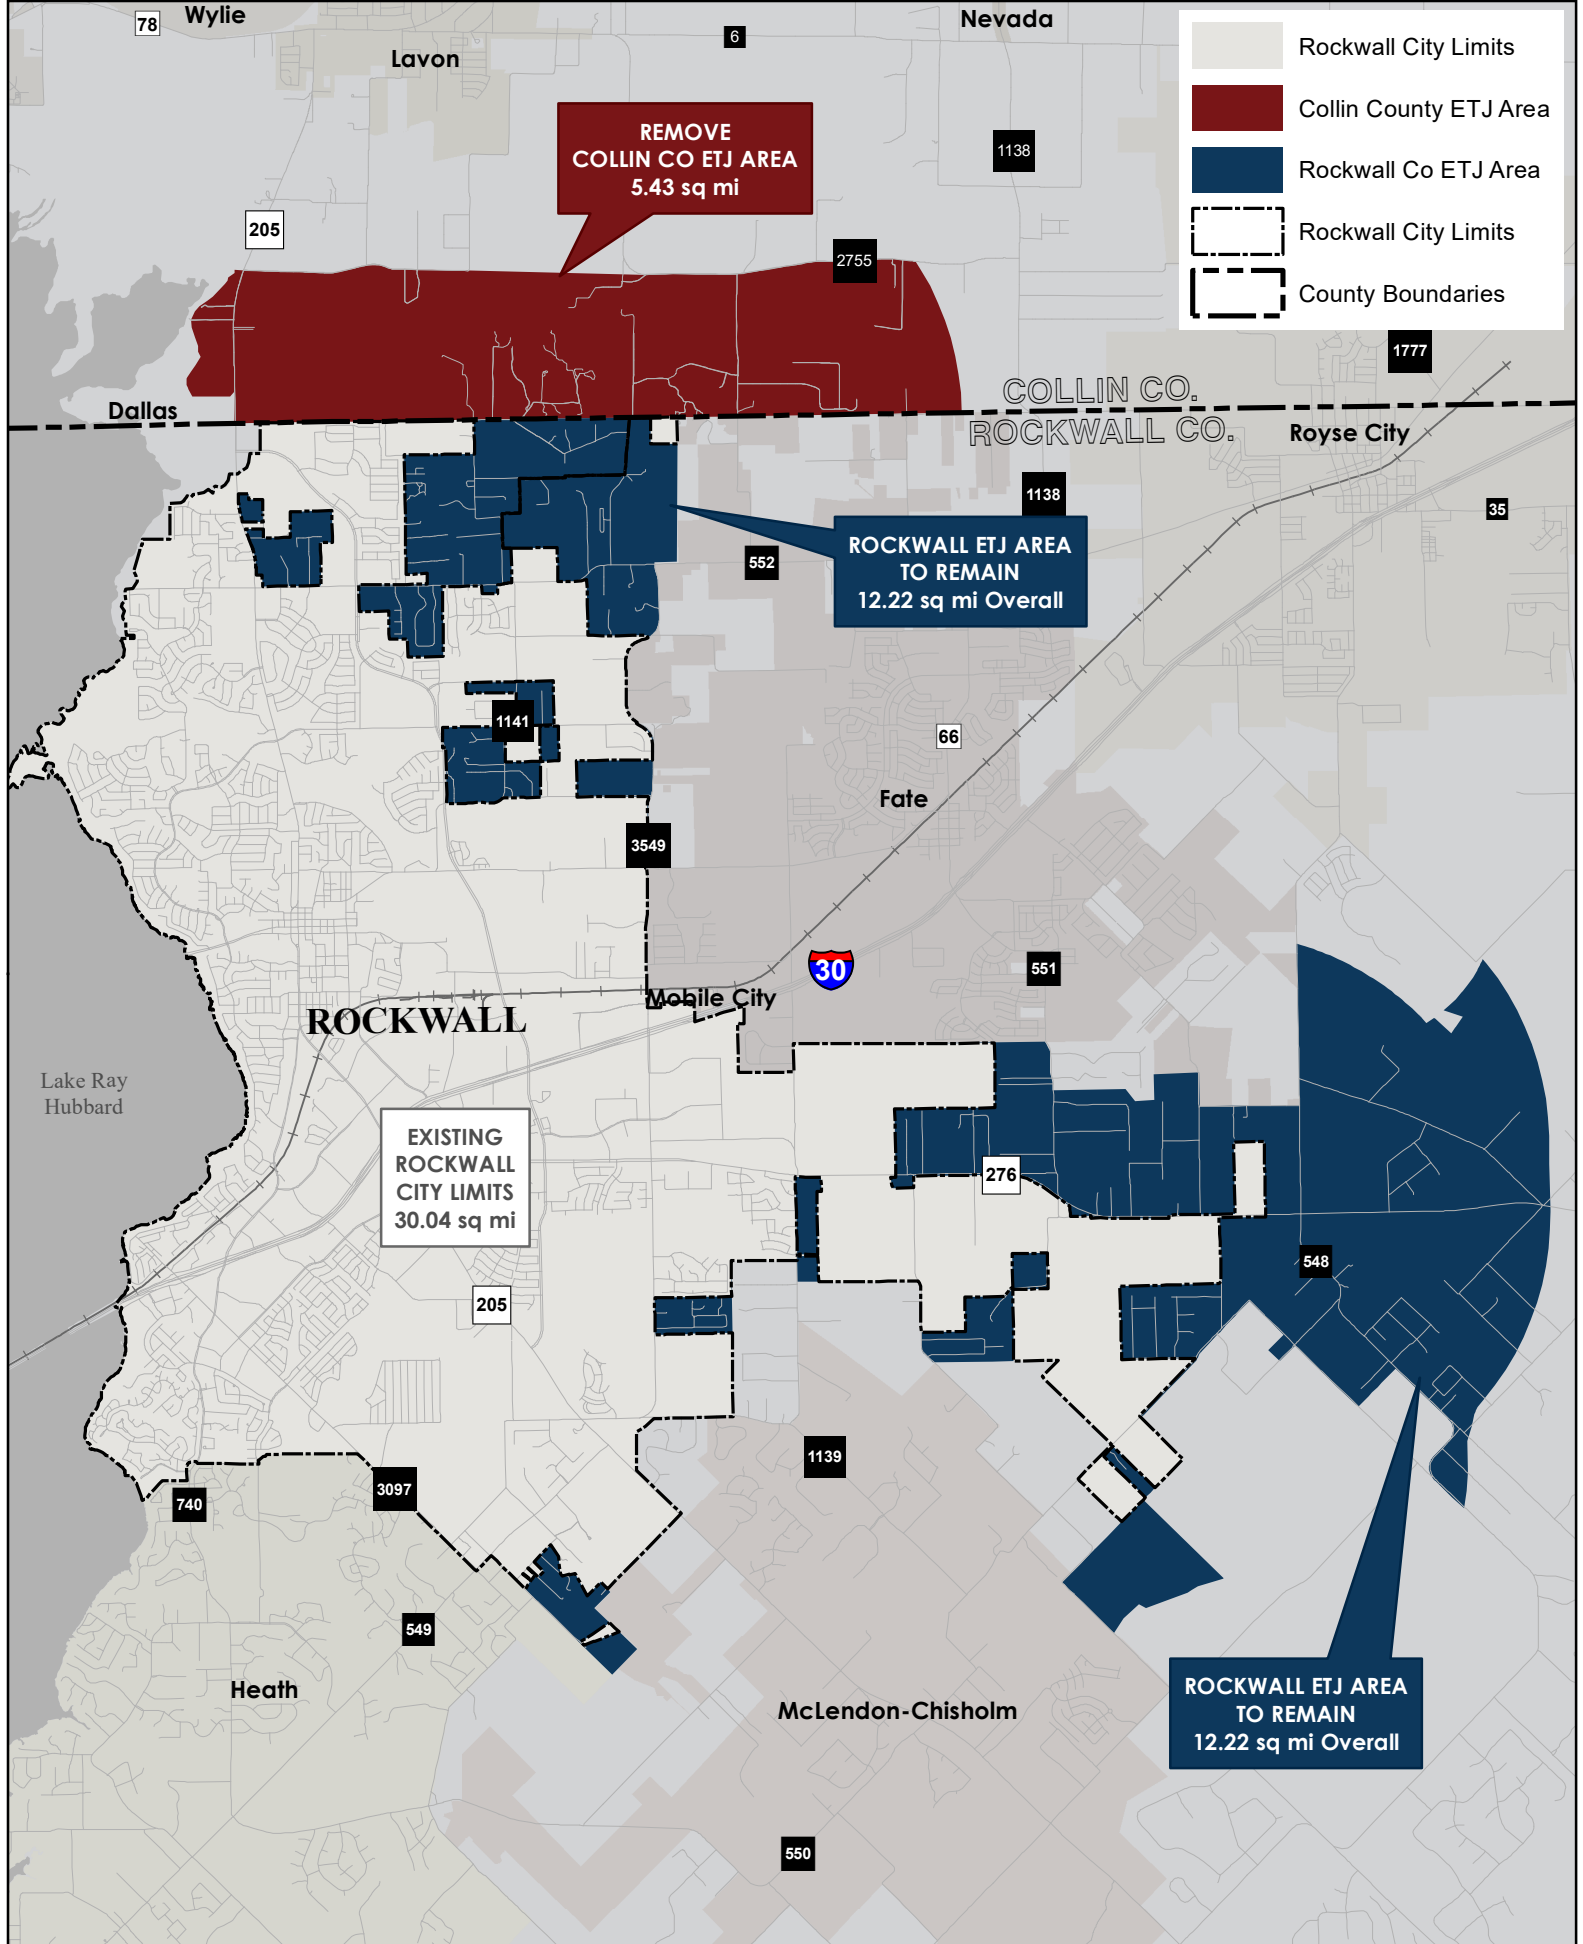 78
Wylie
Lavon
6
Nevada
1138
Rockwall City Limits
Collin County ETJ Area
Rockwall Co ETJ Area
Rockwall City Limits
County Boundaries
REMOVE
COLLIN CO ETJ AREA
5.43 sq mi
205
2755
1777
Dallas
COLLIN CO.
ROCKWALL CO.
Royse City
1138
35
552
ROCKWALL ETJ AREA
TO REMAIN
12.22 sq mi Overall
1141
66
Fate
3549
30
551
Mobile City
ROCKWALL
Lake Ray
Hubbard
EXISTING
ROCKWALL
CITY LIMITS
30.04 sq mi
276
548
205
1139
740
3097
549
Heath
McLendon-Chisholm
ROCKWALL ETJ AREA
TO REMAIN
12.22 sq mi Overall
550